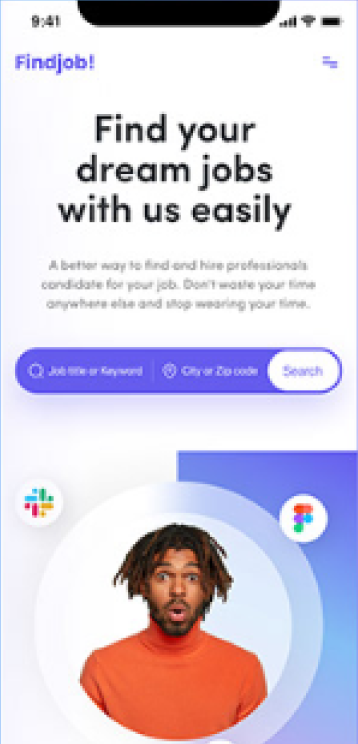 9:41
Findjob!
Find your
dream jobs
with us easily
A better way to find and hire professionals
candidate for your job. Don't waste your time
anywhere else and stop wearing your time.
Job title or Keyword City or Zip code Search